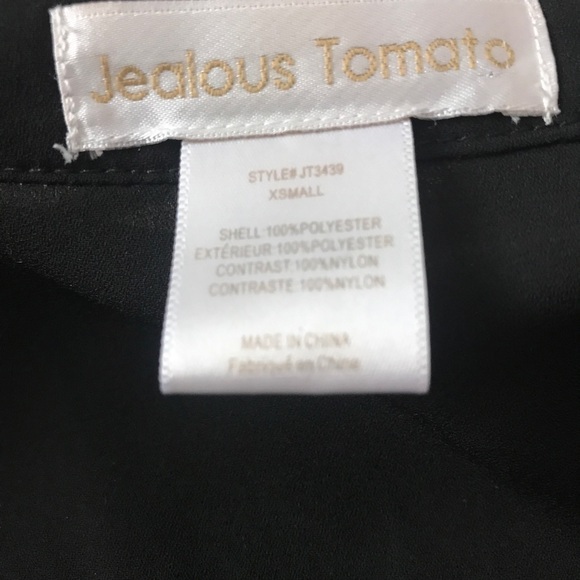 Jealous Tomato
STYLE# JT3439
XSMALL
SHELL 100%POLYESTER
EXTÉRIEUR 100%POLYESTER
CONTRAST:100%NYLON
CONTRASTE:100%NYLON
MADE IN CHINA
Fabriqué en Chine